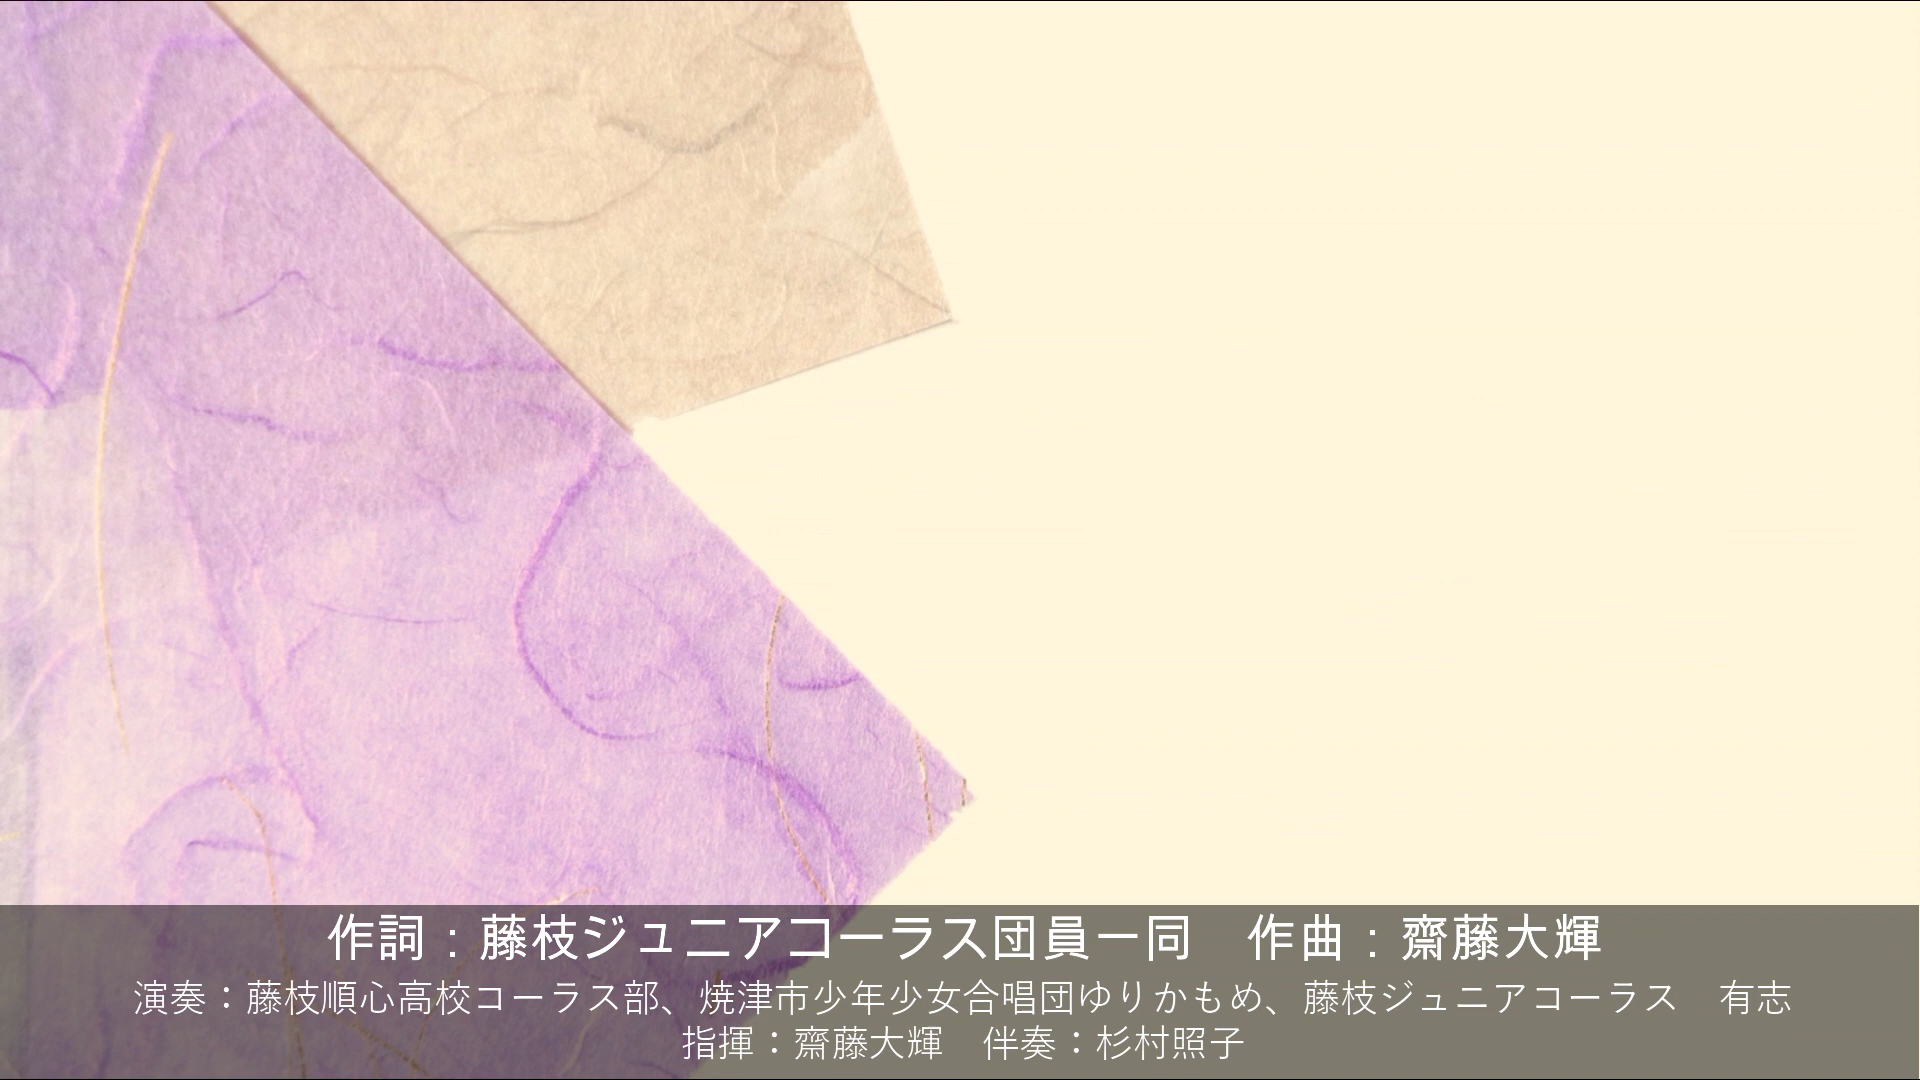 作詞：藤枝ジュニアコーラス団員一同　作曲：齋藤大輝
演奏：藤枝順心高校コーラス部、焼津市少年少女合唱団ゆりかもめ、藤枝ジュニアコーラス　有志
指揮：齋藤大輝　伴奏：杉村照子